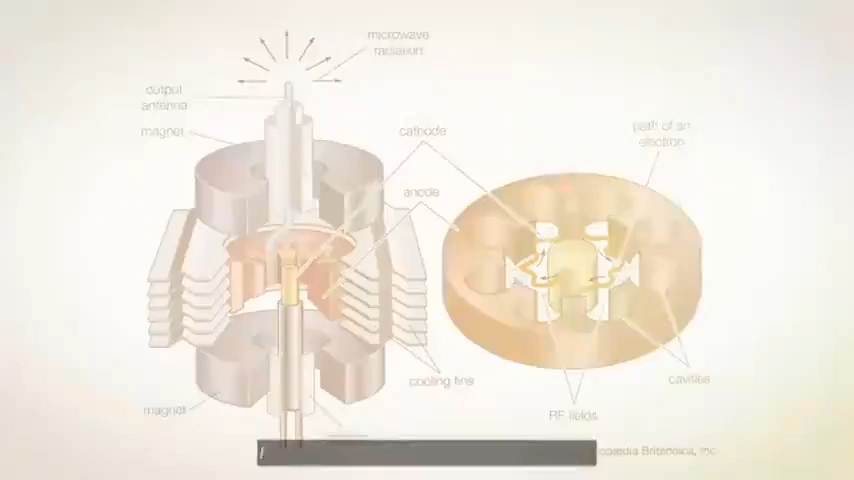 microwave
radiation
output
antenna
magnet
cathode
path of an
electron
anode
cooling fins
cavities
magnet
RF fields
Britannica, Inc.